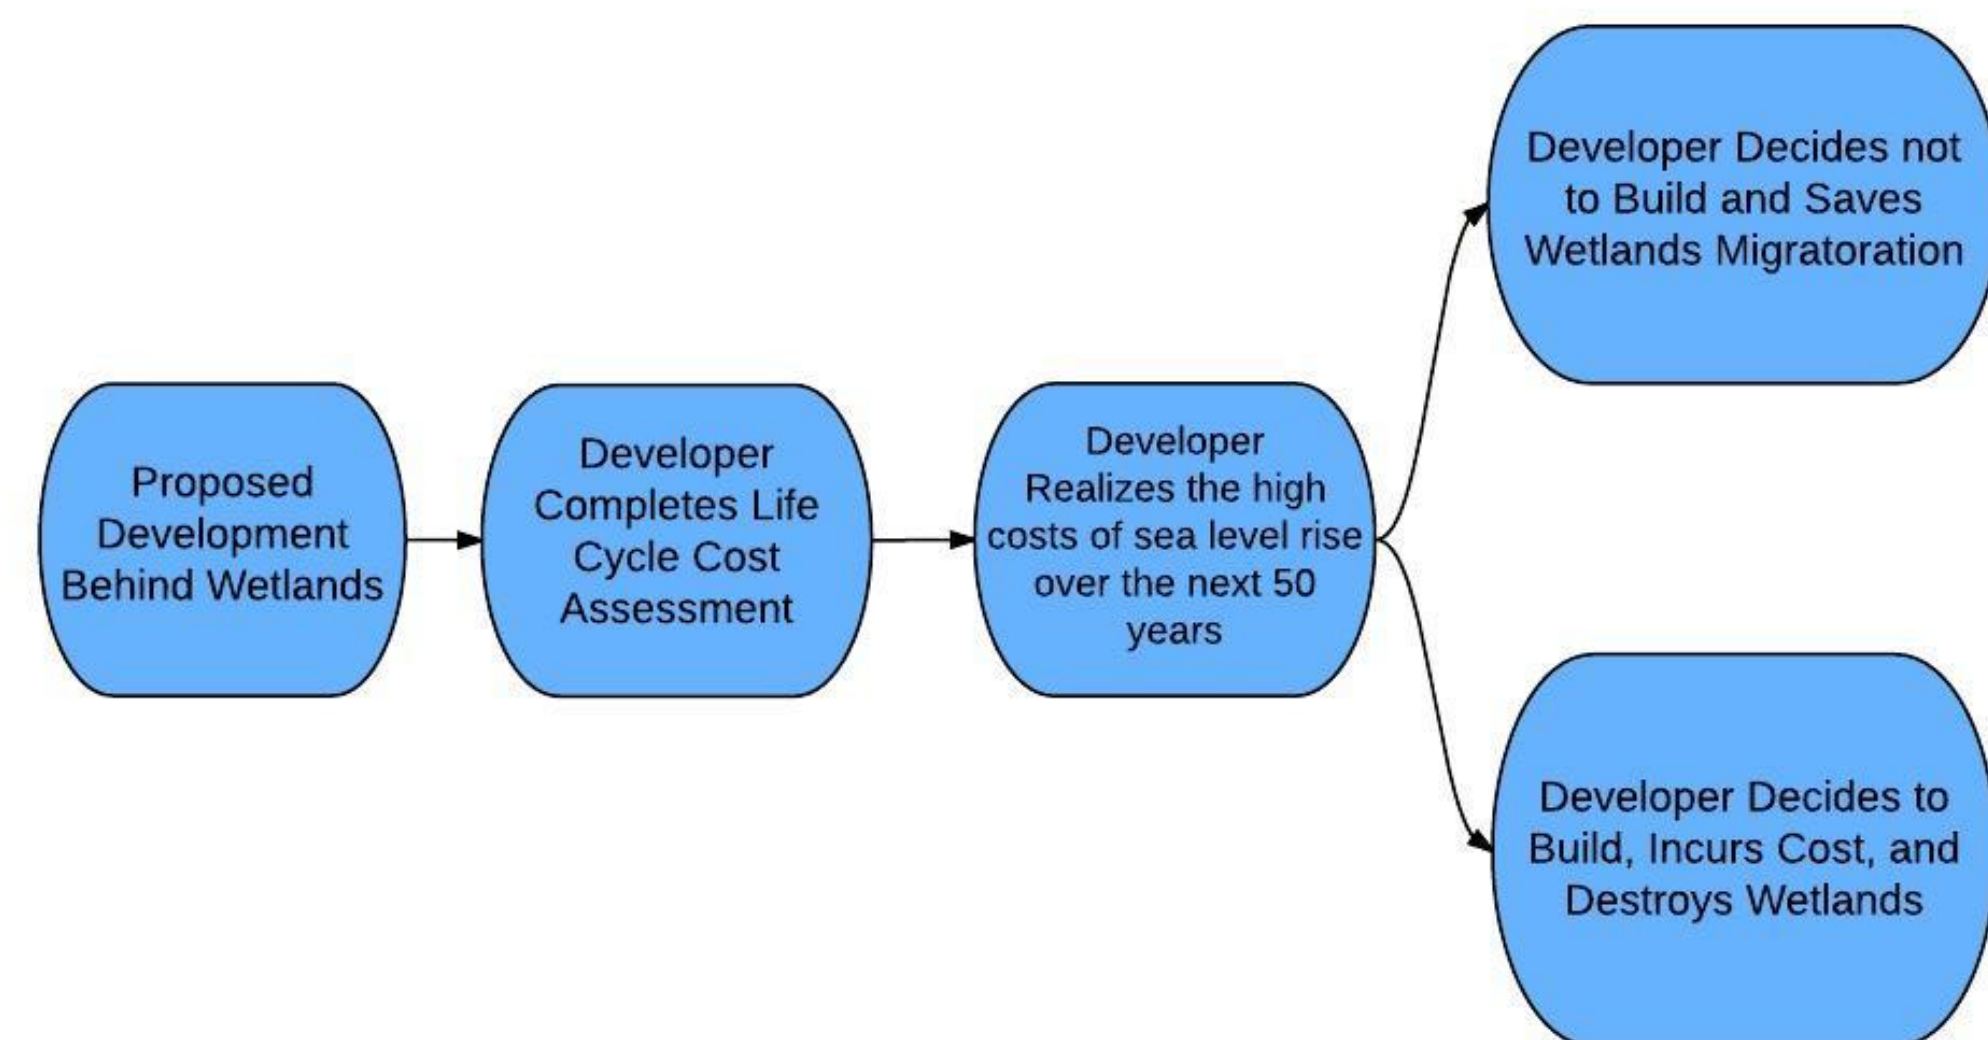 Proposed
Development
Behind Wetlands
Developer
Completes Life
Cycle Cost
Assessment
Developer
Realizes the high
costs of sea level rise
over the next 50
years
Developer Decides not
to Build and Saves
Wetlands Migratoration
Developer Decides to
Build, Incurs Cost, and
Destroys Wetlands